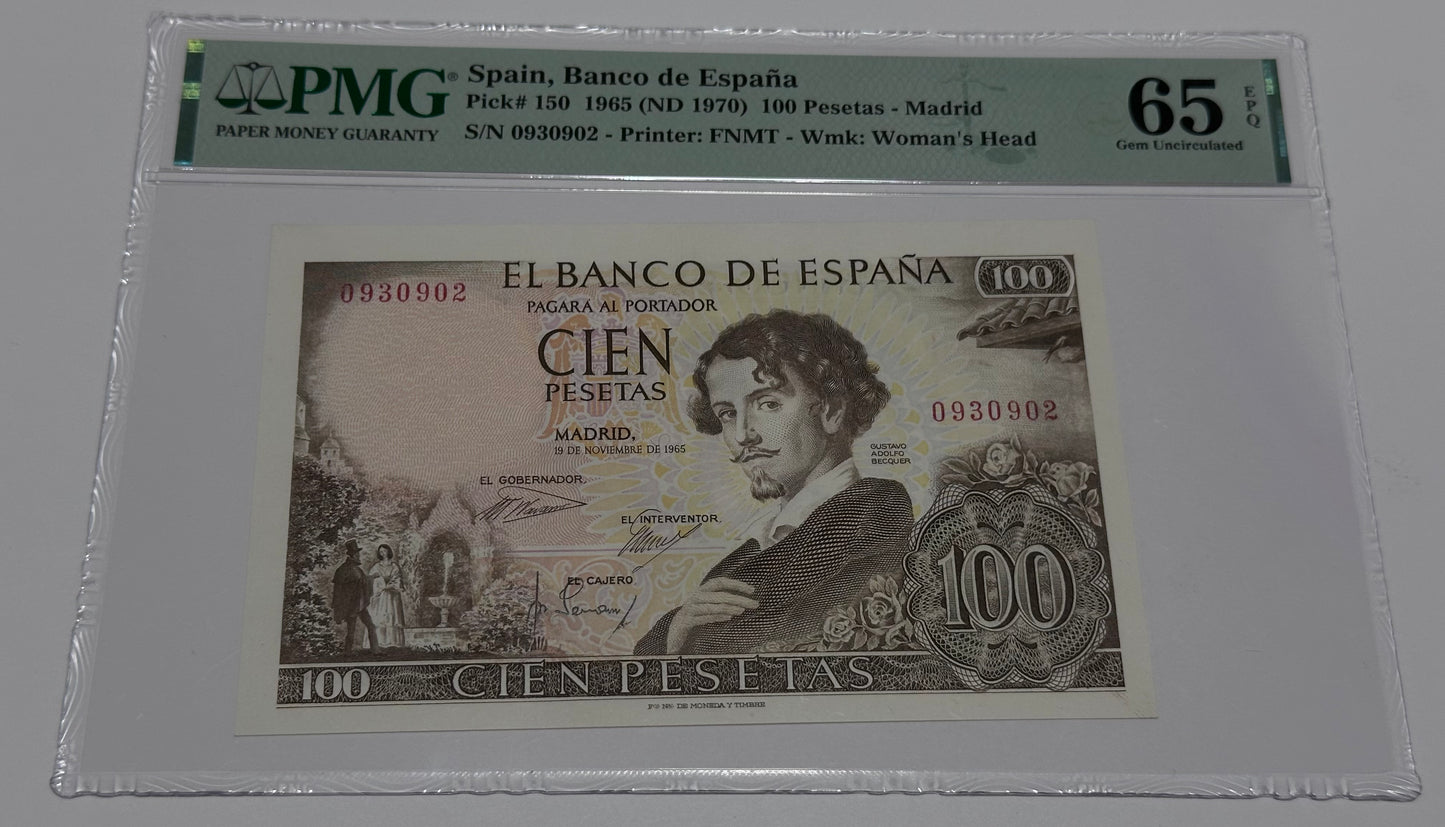 PMG®
PAPER MONEY GUARANTY
Spain, Banco de España
Pick# 150 1965 (ND 1970) 100 Pesetas - Madrid
S/N 0930902 - Printer: FNMT - Wmk: Woman's Head
65 EPQ
Gem Uncirculated
EL BANCO DE ESPAÑA
100
0930902
PAGARA AL PORTADOR
CIEN
PESETAS
0930902
MADRID,
19 DE NOVIEMBRE DE 1965
GUSTAVO
ADOLFO
BECQUER
EL GOBERNADOR,
EL INTERVENTOR,
EL CAJERO
100
100
CIEN PESETAS
DE MONEDA Y TIMBRE